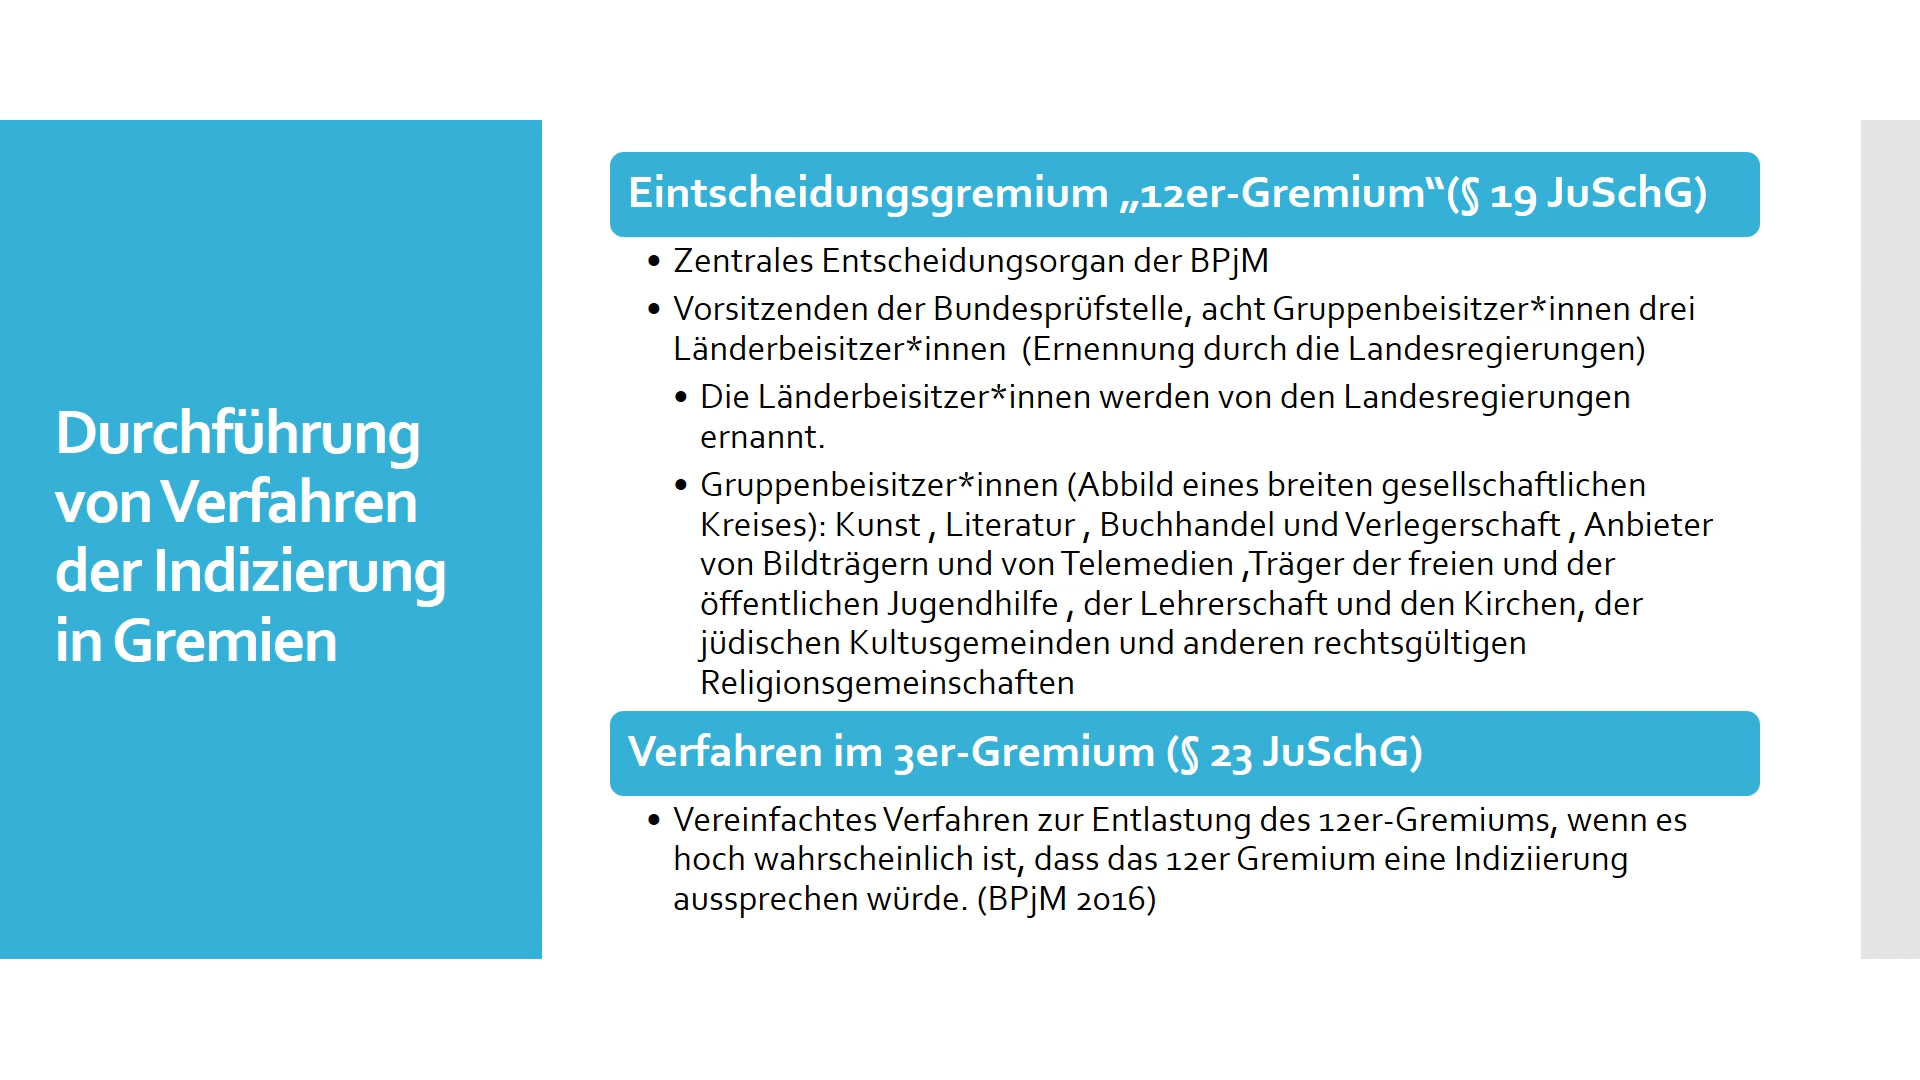 Durchführung
von Verfahren
der Indizierung
in Gremien
Eintscheidungsgremium „12er-Gremium“(§ 19 JuSchG)
• Zentrales Entscheidungsorgan der BPjM
• Vorsitzenden der Bundesprüfstelle, acht Gruppenbeisitzer*innen drei
Länderbeisitzer*innen (Ernennung durch die Landesregierungen)
• Die Länderbeisitzer*innen werden von den Landesregierungen
ernannt.
• Gruppenbeisitzer*innen (Abbild eines breiten gesellschaftlichen
Kreises): Kunst , Literatur , Buchhandel und Verlegerschaft , Anbieter
von Bildträgern und von Telemedien ,Träger der freien und der
öffentlichen Jugendhilfe , der Lehrerschaft und den Kirchen, der
jüdischen Kultusgemeinden und anderen rechtsgültigen
Religionsgemeinschaften
Verfahren im 3er-Gremium (§ 23 JuSchG)
• Vereinfachtes Verfahren zur Entlastung des 12er-Gremiums, wenn es
hoch wahrscheinlich ist, dass das 12er Gremium eine Indiziierung
aussprechen würde. (BPjM 2016)